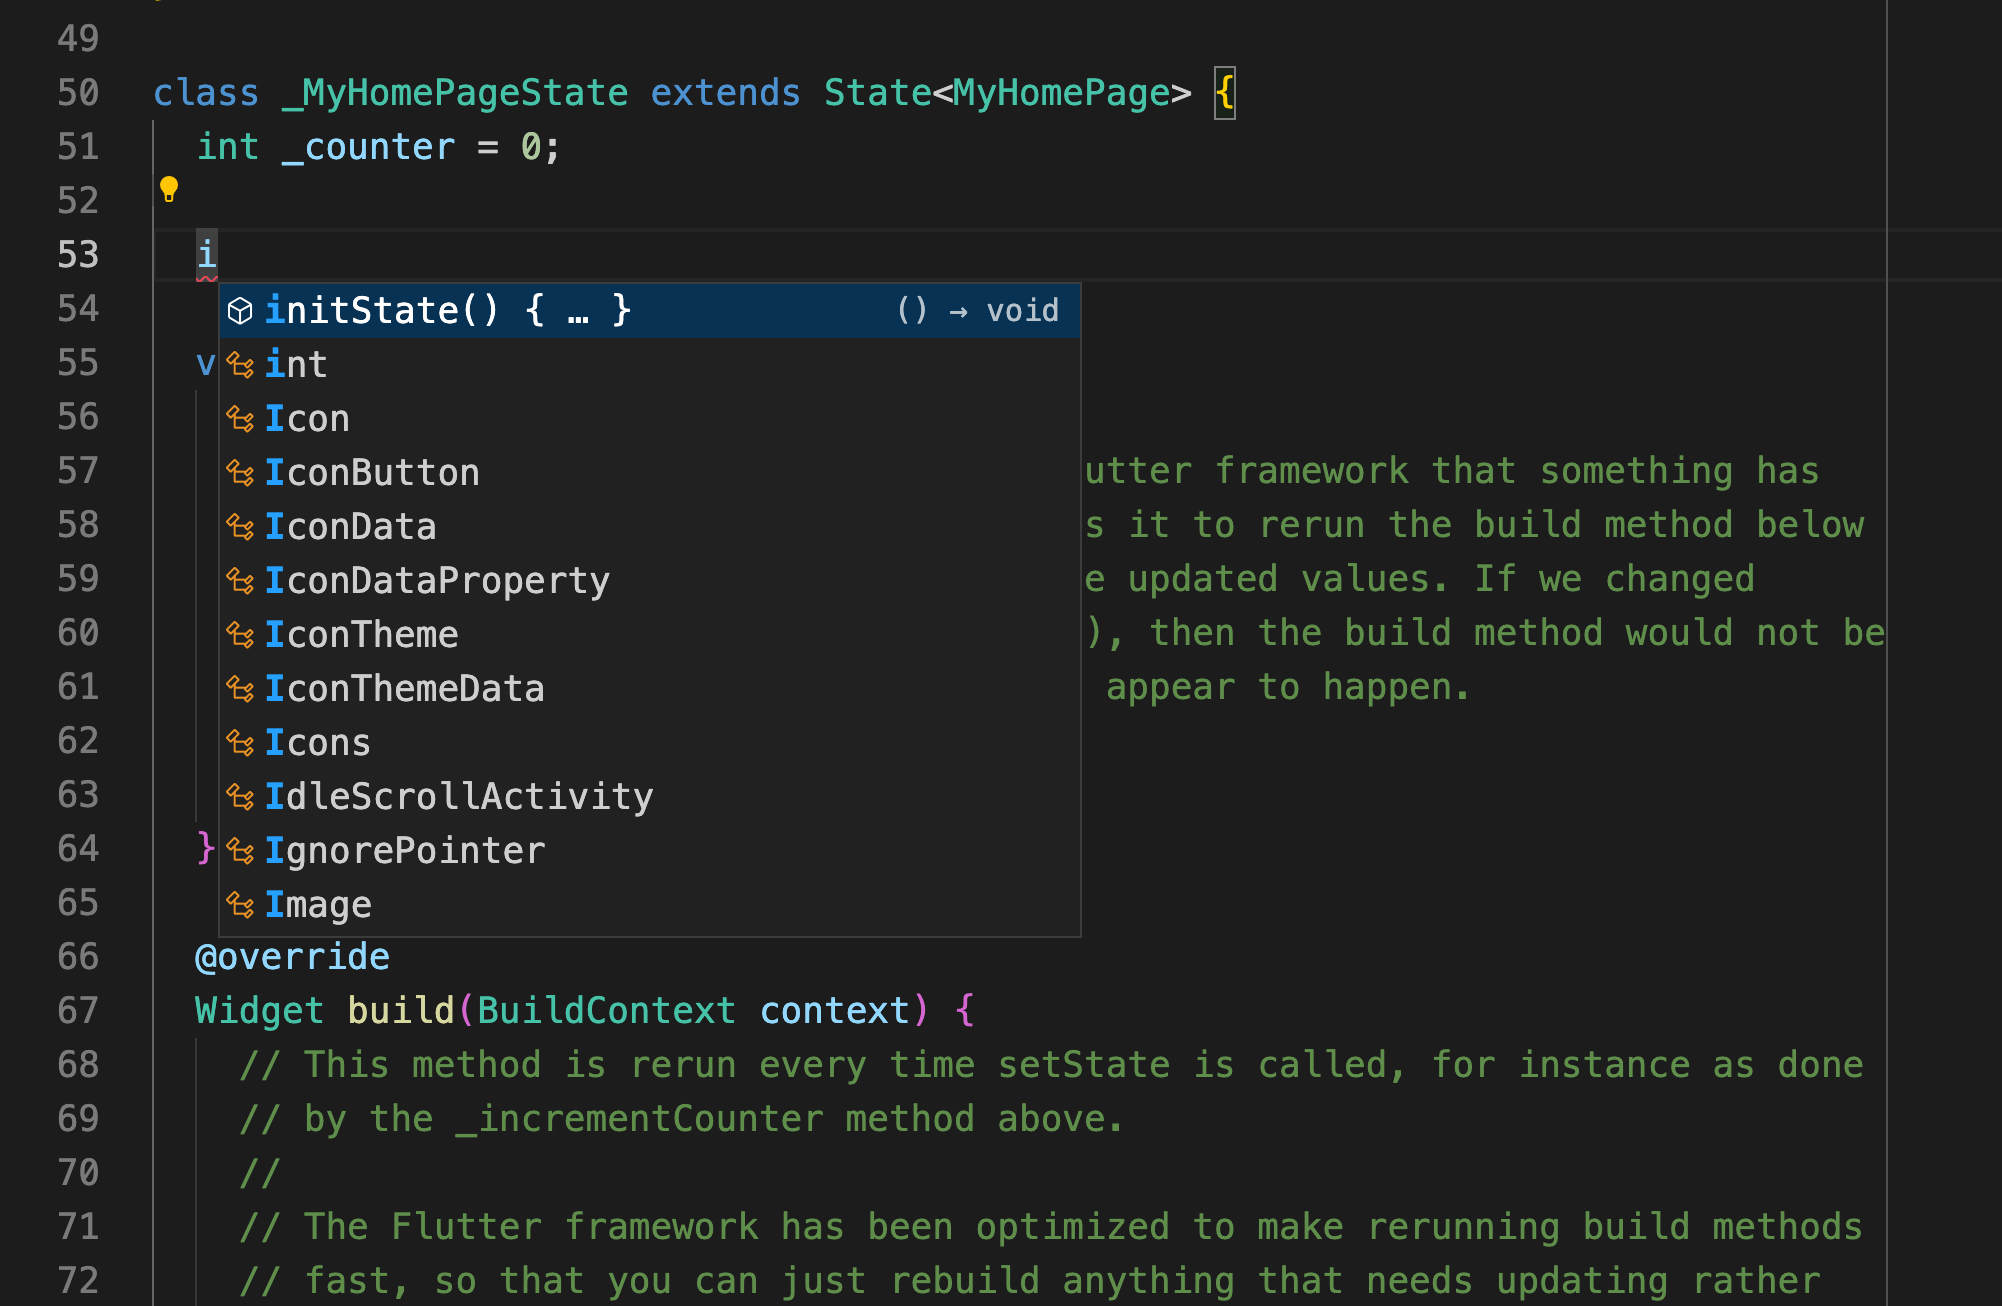 49
50 class _MyHomePageState extends State<MyHomePage> {
51 int _counter = 0;
52
53 i
54 initState() { … } () → void
55 v int
56 Icon
57 IconButton utter framework that something has
58 IconData s it to rerun the build method below
59 IconDataProperty e updated values. If we changed
60 IconTheme ), then the build method would not be
61 IconThemeData appear to happen.
62 Icons
63 IdleScrollActivity
64 } IgnorePointer
65 Image
66 @override
67 Widget build(BuildContext context) {
68 // This method is rerun every time setState is called, for instance as done
69 // by the _incrementCounter method above.
70 //
71 // The Flutter framework has been optimized to make rerunning build methods
72 // fast, so that you can just rebuild anything that needs updating rather